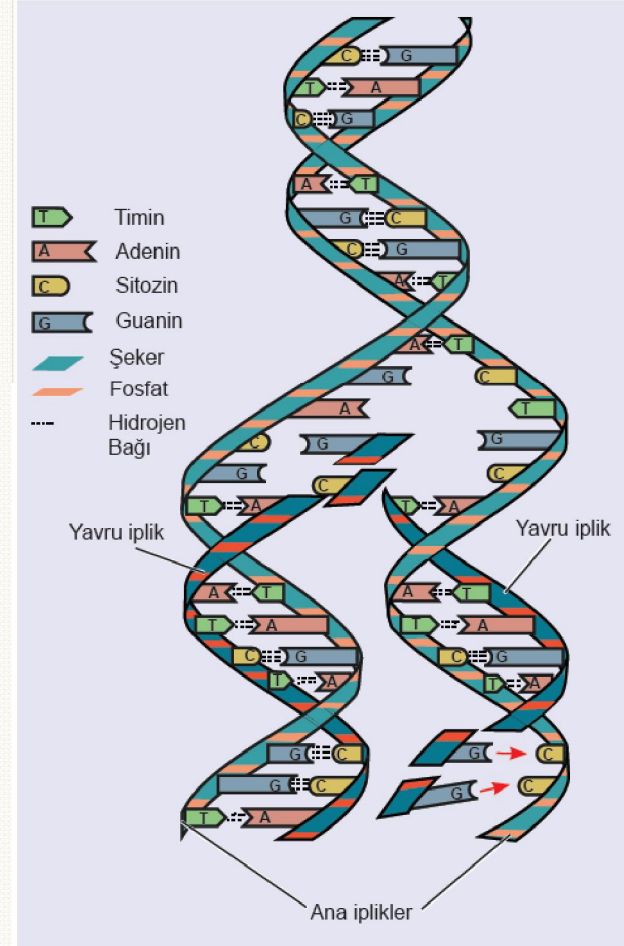 C G
T A
C G
A T
G C
C G
A T
A T
T Timin
A Adenin
C Sitozin
G Guanin
Şeker
Fosfat
Hidrojen
Bağı
G C
A T
C G G
G C C
T A T A
Yavru iplik
Yavru iplik
A T A T
T A T A
C G C G
T A T A
G C G C
G C G C
T A
Ana iplikler